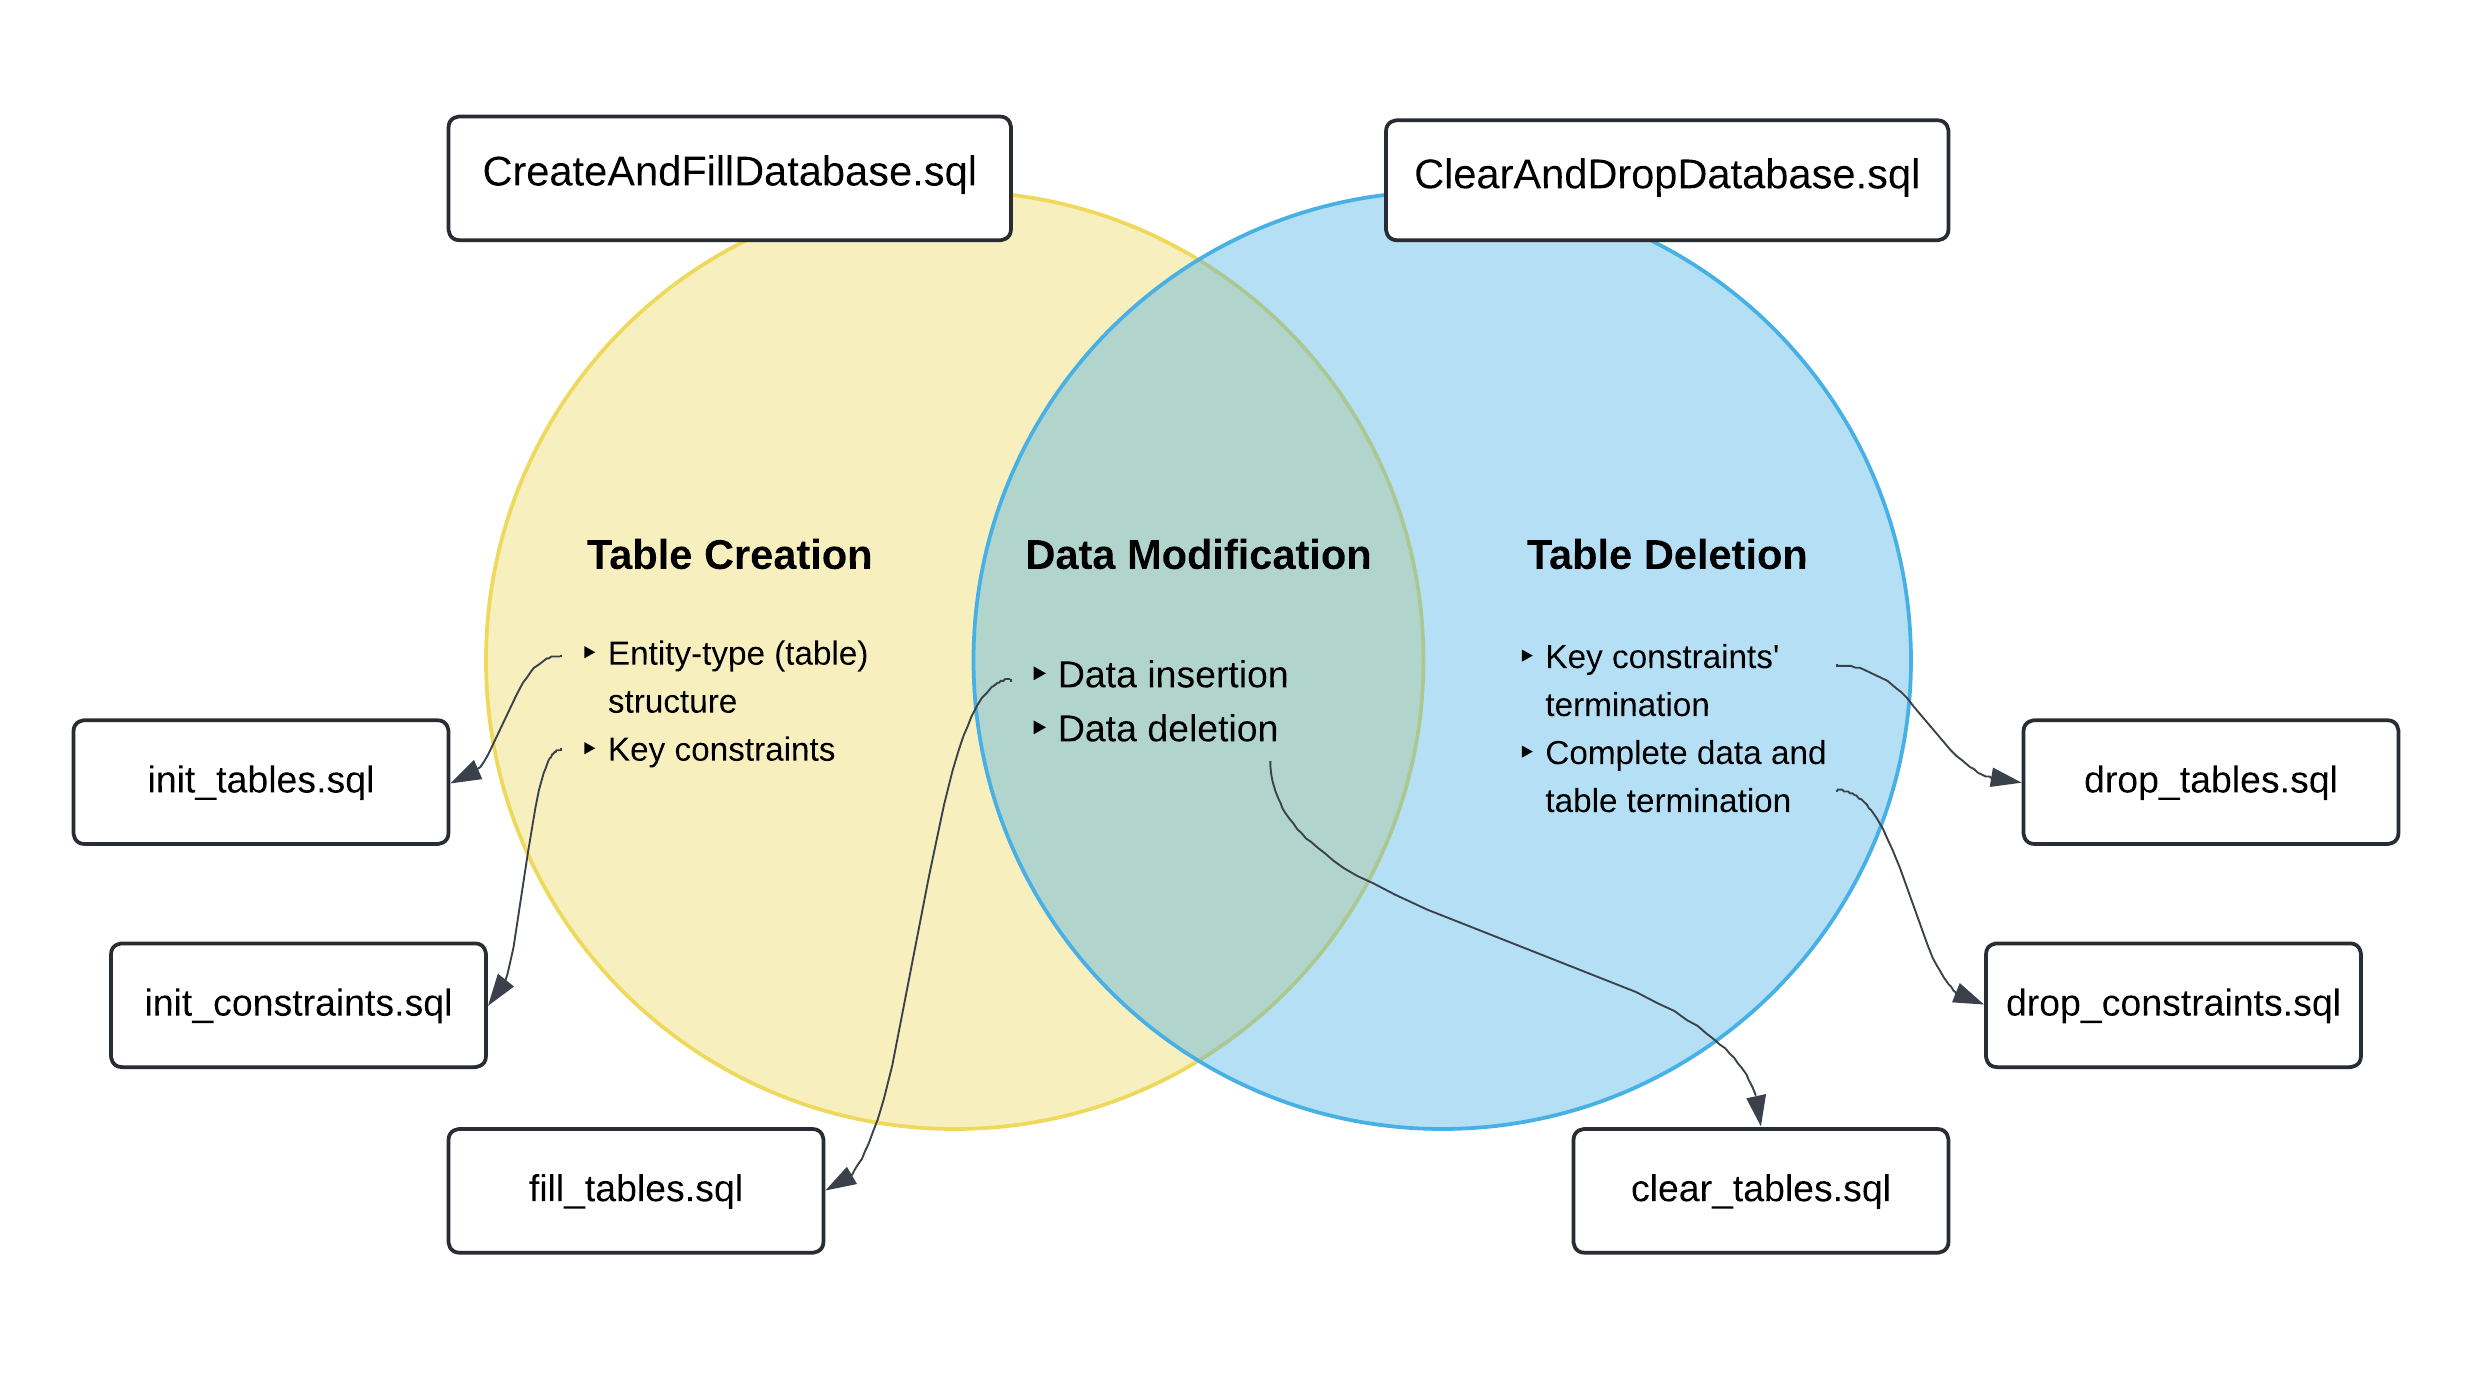 CreateAndFillDatabase.sql
ClearAndDropDatabase.sql
Table Creation
Entity-type (table)
structure
Key constraints
Data Modification
Data insertion
Data deletion
Table Deletion
Key constraints'
termination
Complete data and
table termination
init_tables.sql
drop_tables.sql
init_constraints.sql
drop_constraints.sql
fill_tables.sql
clear_tables.sql